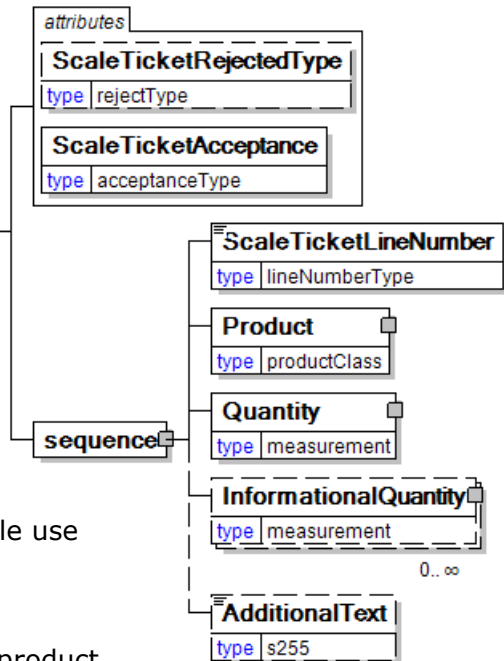 attributes
ScaleTicketRejectedType
type rejectType
ScaleTicketAcceptance
type acceptanceType
ScaleTicketLineNumber
type lineNumberType
Product
type productClass
Quantity
type measurement
sequence
InformationalQuantity
type measurement
le use
0.. ∞
AdditionalText
type s255
product